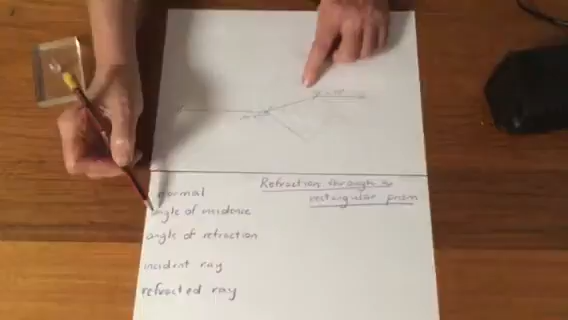 normal
angle of incidence
angle of refraction
incident ray
refracted ray
Refraction through a
rectangular prism